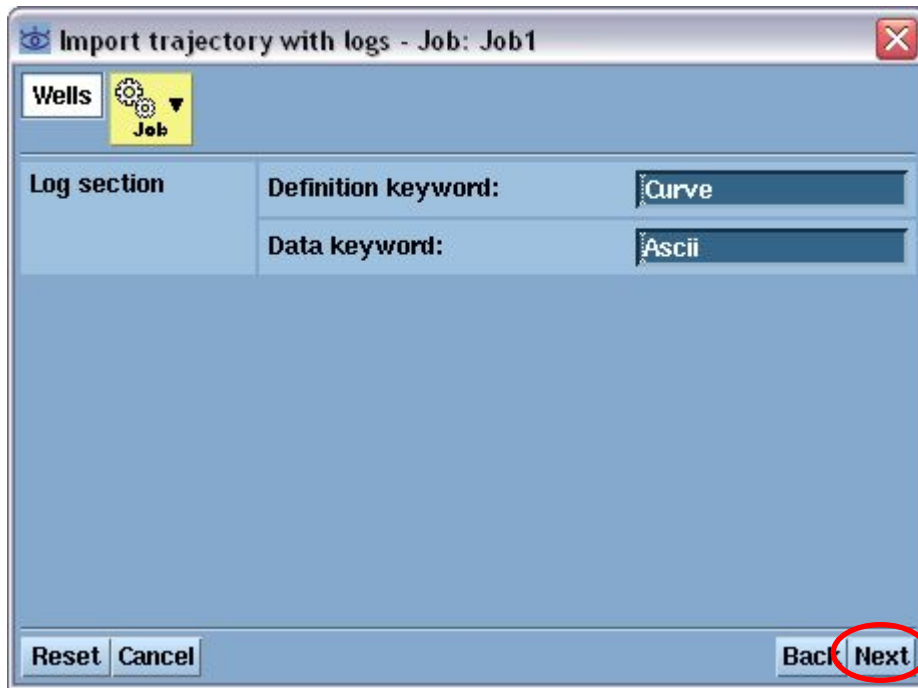 Import trajectory with logs - Job: Job1
Wells
Job
Log section
Definition keyword: Curve
Data keyword: Ascii
Reset Cancel Back Next